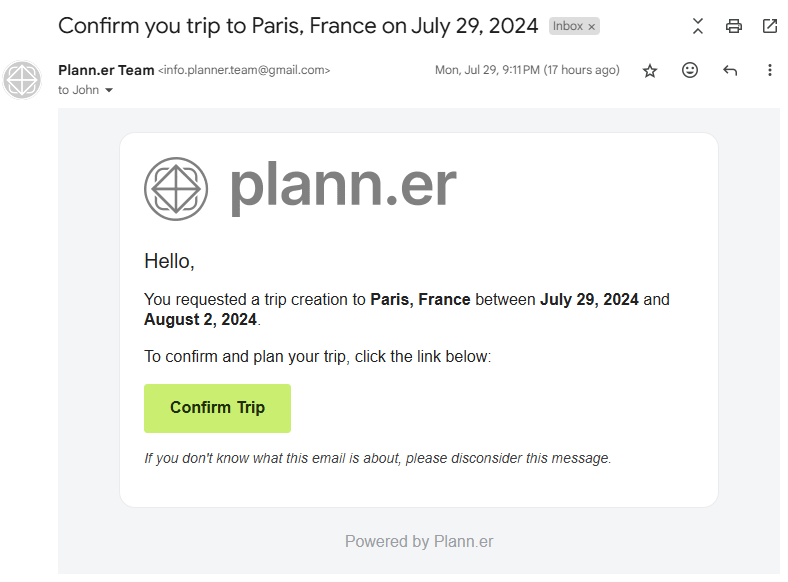 Confirm you trip to Paris, France on July 29, 2024 Inbox ×
Plann.er Team <info.planner.team@gmail.com> Mon, Jul 29, 9:11 PM (17 hours ago)
to John
plann.er
Hello,
You requested a trip creation to Paris, France between July 29, 2024 and
August 2, 2024.
To confirm and plan your trip, click the link below:
Confirm Trip
If you don't know what this email is about, please disconsider this message.
Powered by Plann.er